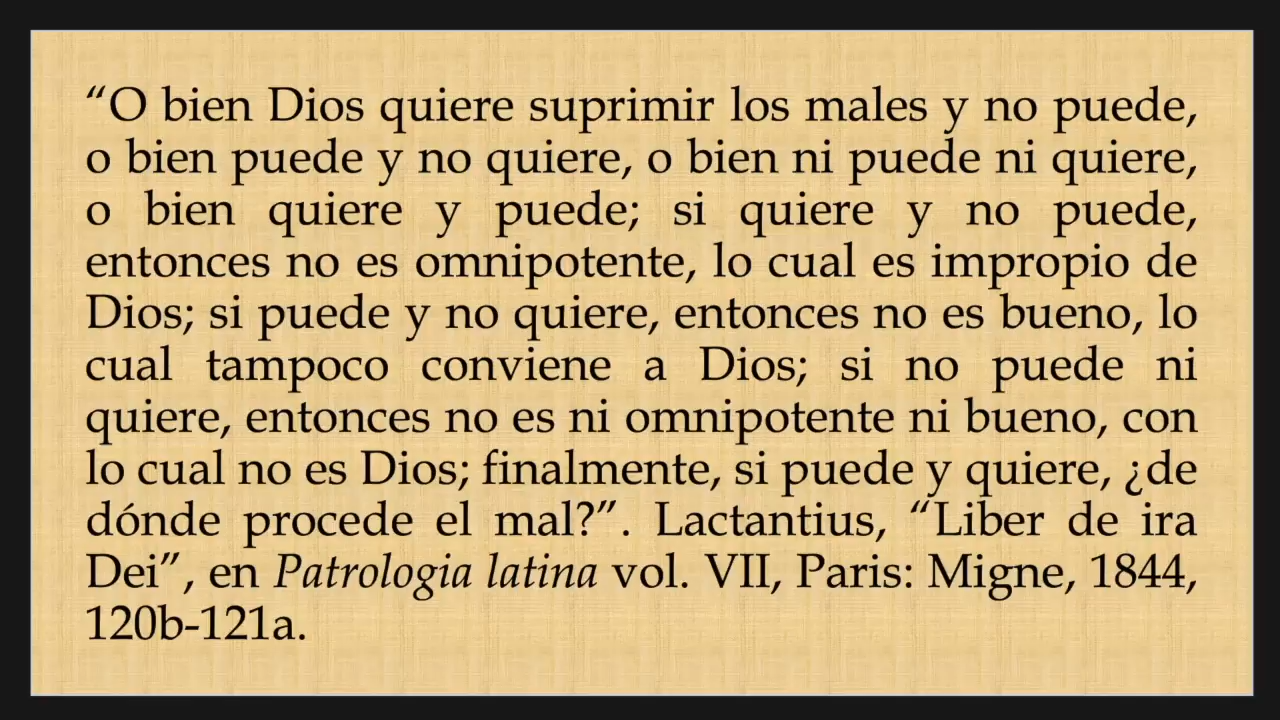 “O bien Dios quiere suprimir los males y no puede,
o bien puede y no quiere, o bien ni puede ni quiere,
o bien quiere y puede; si quiere y no puede,
entonces no es omnipotente, lo cual es impropio de
Dios; si puede y no quiere, entonces no es bueno, lo
cual tampoco conviene a Dios; si no puede ni
quiere, entonces no es ni omnipotente ni bueno, con
lo cual no es Dios; finalmente, si puede y quiere, ¿de
dónde procede el mal?”. Lactantius, “Liber de ira
Dei”, en Patrologia latina vol. VII, Paris: Migne, 1844,
120b-121a.